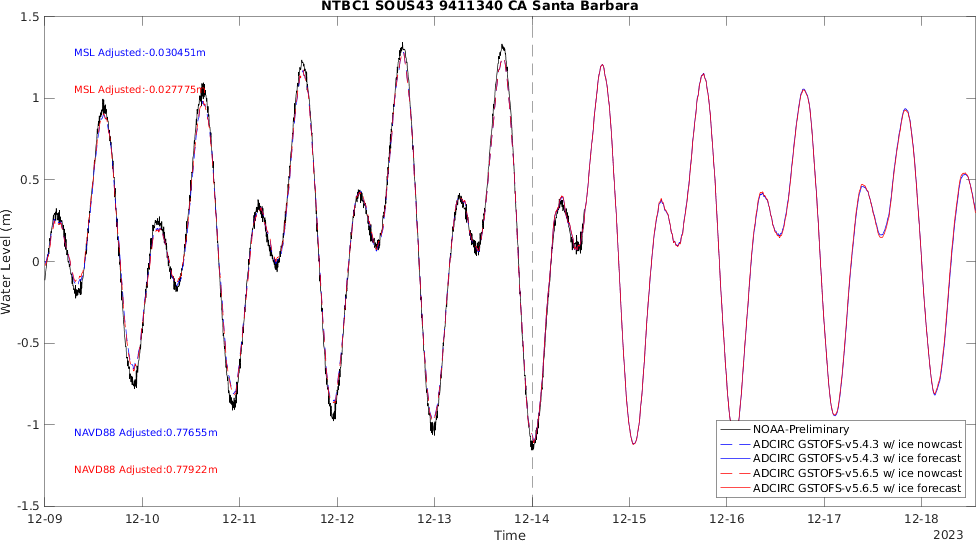 NTBC1 SOUS43 9411340 CA Santa Barbara
1.5
MSL Adjusted:-0.030451m
MSL Adjusted:-0.027775m
1
0.5
0
Water Level (m)
-0.5
-1
NAVD88 Adjusted:0.77655m
NAVD88 Adjusted:0.77922m
NOAA-Preliminary
ADCIRC GSTOFS-v5.4.3 w/ ice nowcast
ADCIRC GSTOFS-v5.4.3 w/ ice forecast
ADCIRC GSTOFS-v5.6.5 w/ ice nowcast
ADCIRC GSTOFS-v5.6.5 w/ ice forecast
-1.5
12-09 12-10 12-11 12-12 12-13 12-14 12-15 12-16 12-17 12-18
Time
2023